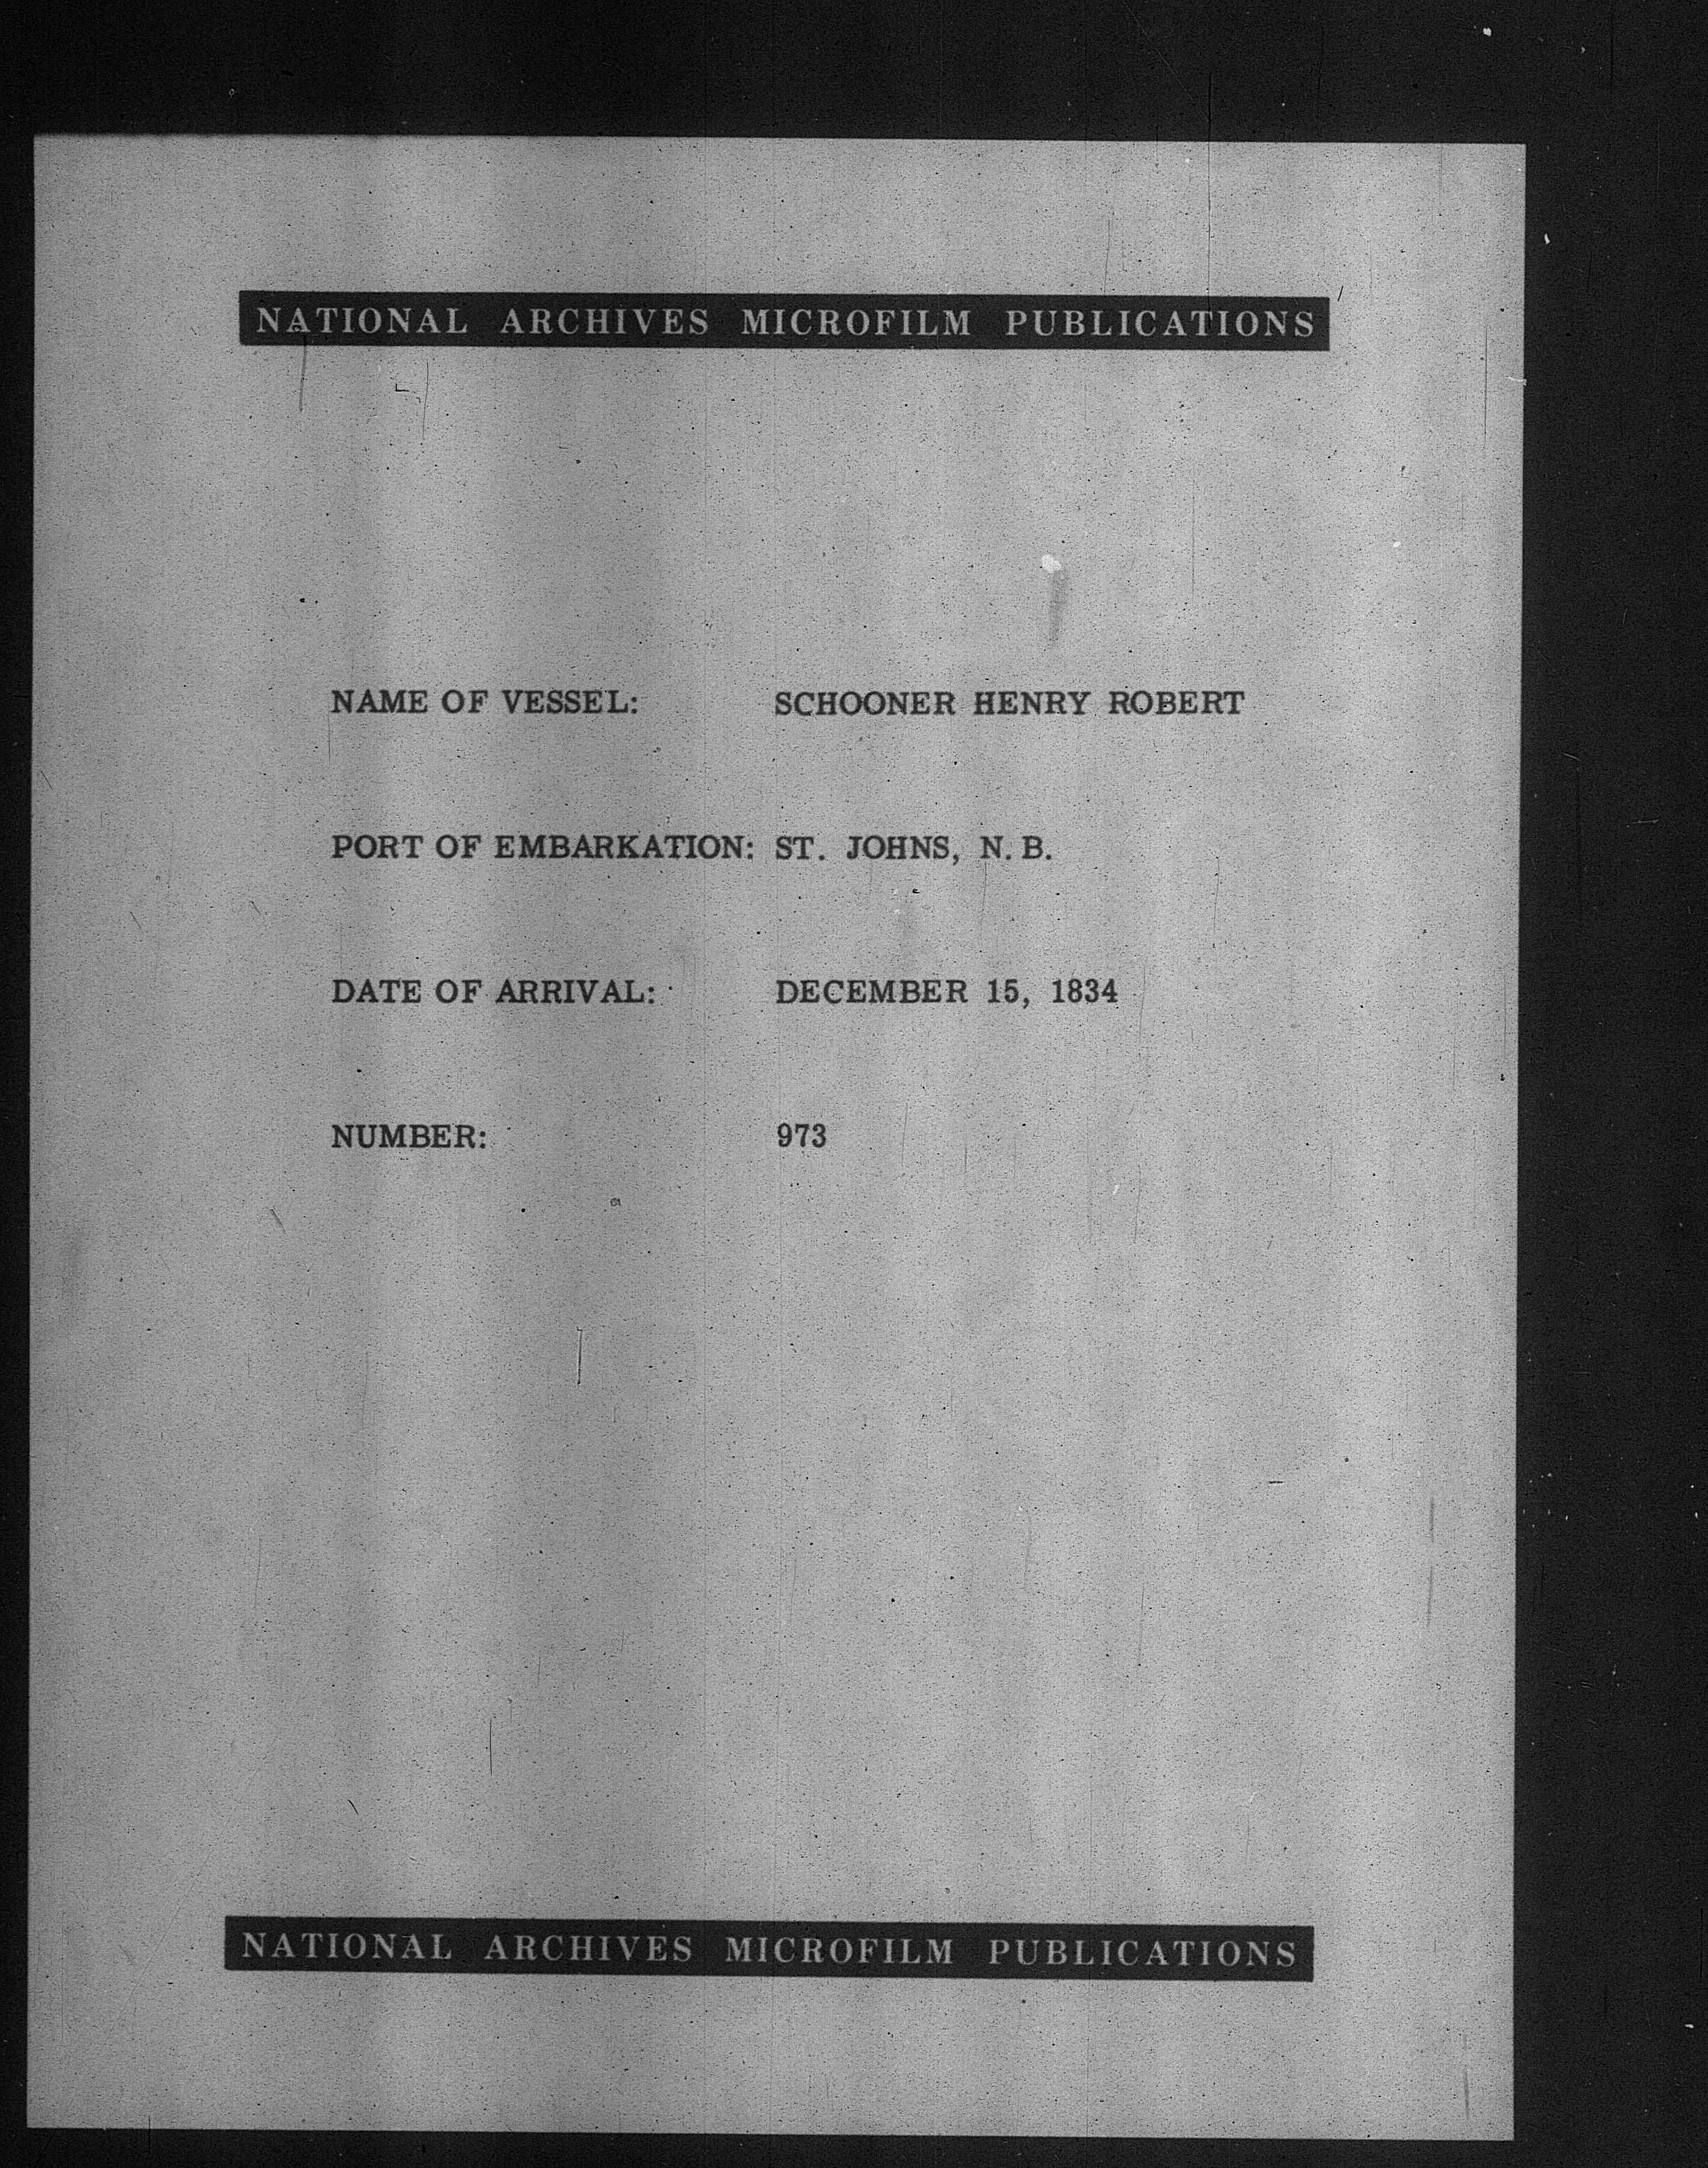 NATIONAL ARCHIVES MICROFILM PUBLICATIONS
NAME OF VESSEL: SCHOONER HENRY ROBERT
PORT OF EMBARKATION: ST. JOHNS, N. B.
DATE OF ARRIVAL: DECEMBER 15, 1834
NUMBER: 973
NATIONAL ARCHIVES MICROFILM PUBLICATIONS